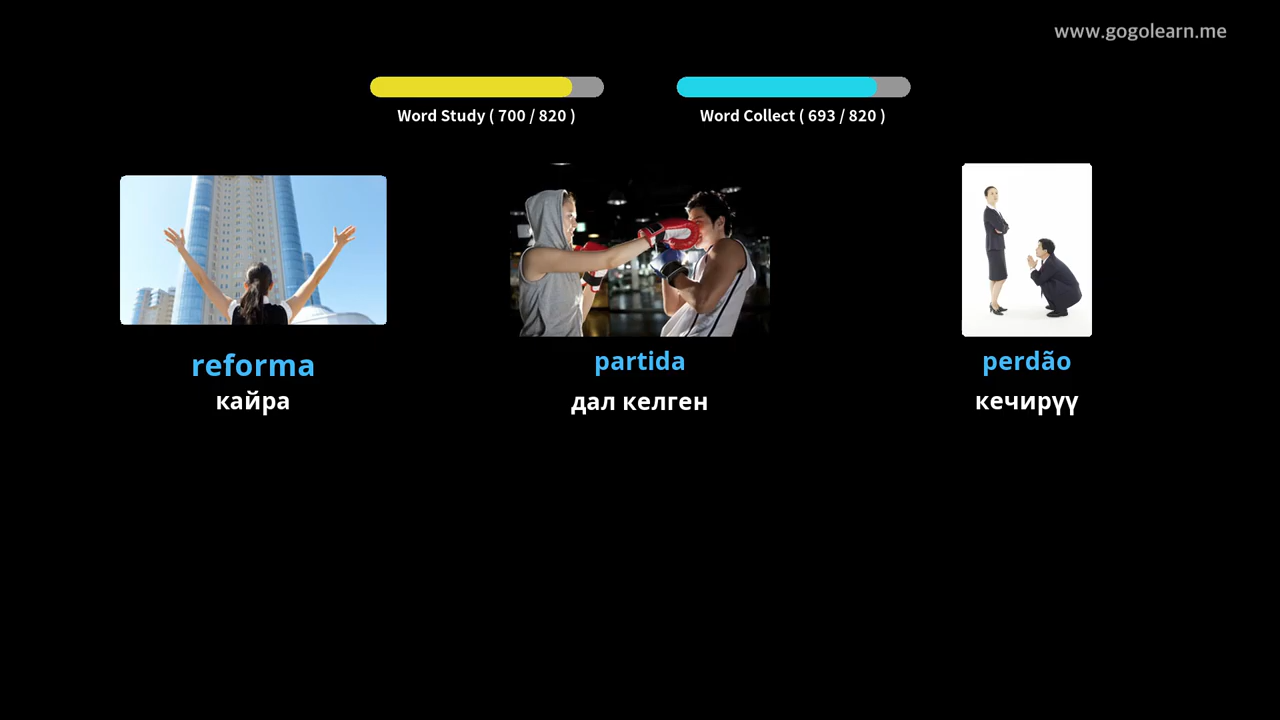 www.gogolearn.me
Word Study ( 700 / 820 )
Word Collect ( 693 / 820 )
reforma
кайра
partida
дал келген
perdão
кечирүү